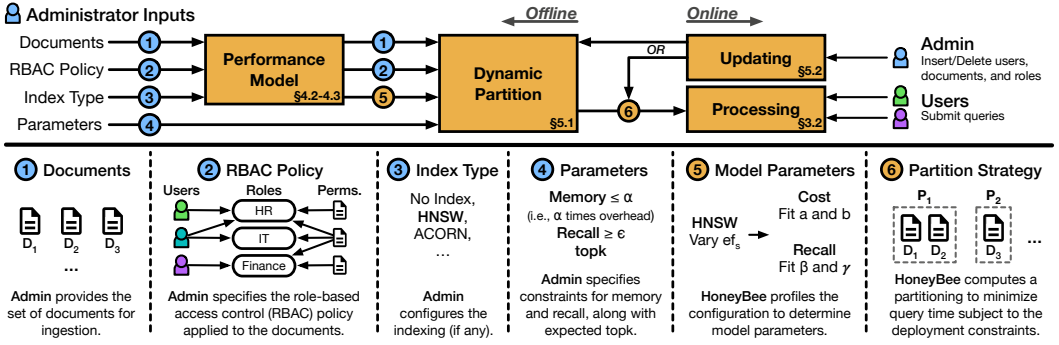 Administrator Inputs
Offline
Online
Documents
1
1
RBAC Policy
2
2
Index Type
3
5
Parameters
4
Performance
Model
§4.2-4.3
Dynamic
Partition
§5.1
OR
6
Updating
§5.2
Processing
§3.2
Admin
Insert/Delete users,
documents, and roles
Users
Submit queries
1 Documents
D1
D2
D3
...
Admin provides the
set of documents for
ingestion.
2 RBAC Policy
Users
Roles
Perms.
HR
IT
Finance
Admin specifies the role-based
access control (RBAC) policy
applied to the documents.
3 Index Type
No Index,
HNSW,
ACORN,
...
Admin
configures the
indexing (if any).
4 Parameters
Memory ≤ α
(i.e., α times overhead)
Recall ≥ ϵ
topk
Admin specifies
constraints for memory
and recall, along with
expected topk.
5 Model Parameters
HNSW
Vary efs
Cost
Fit a and b
Recall
Fit β and γ
HoneyBee profiles the
configuration to determine
model parameters.
6 Partition Strategy
P1
P2
D1
D2
D3
...
HoneyBee computes a
partitioning to minimize
query time subject to the
deployment constraints.